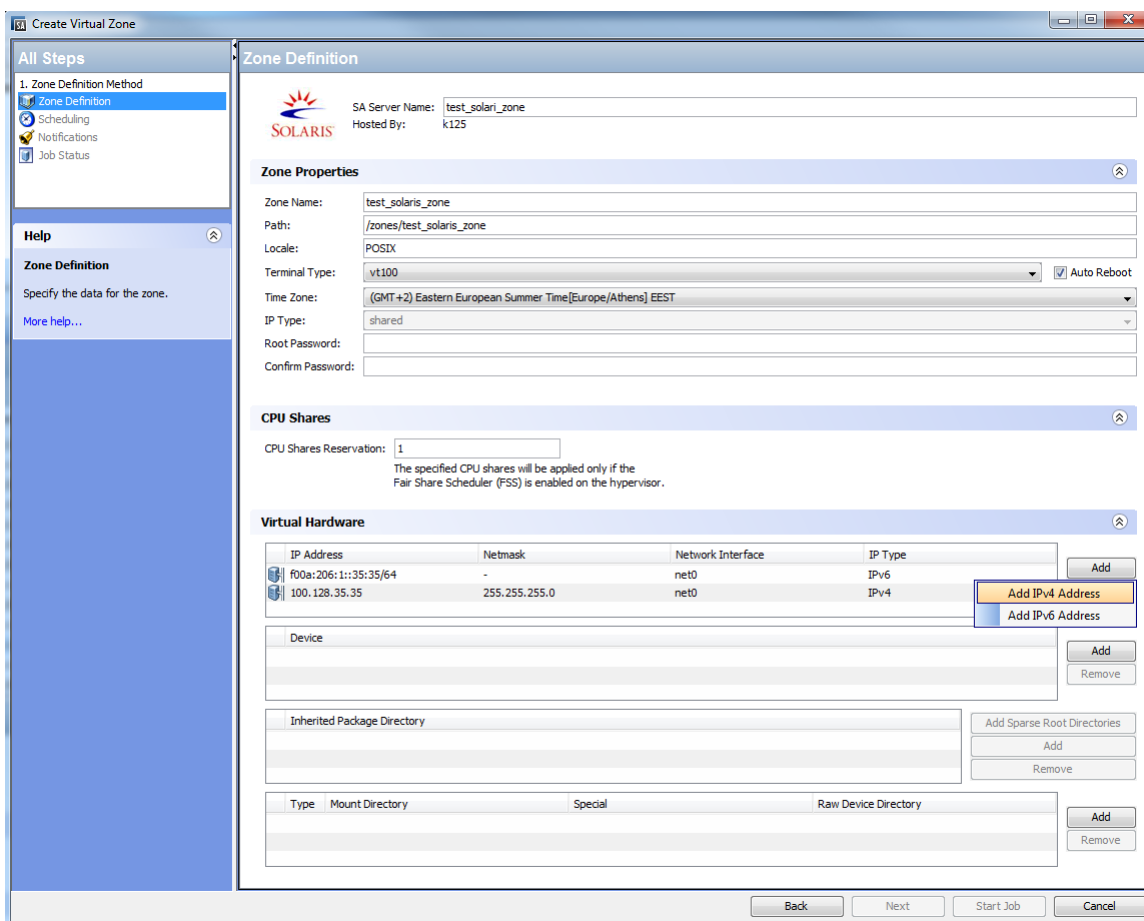 SA Create Virtual Zone
All Steps
1. Zone Definition Method
Zone Definition
Scheduling
Notifications
Job Status
Help
Zone Definition
Specify the data for the zone.
More help...
Zone Definition
SOLARIS
SA Server Name: test_solari_zone
Hosted By: k125
Zone Properties
Zone Name: test_solaris_zone
Path: /zones/test_solaris_zone
Locale: POSIX
Terminal Type: vt100 Auto Reboot
Time Zone: (GMT+2) Eastern European Summer Time[Europe/Athens] EEST
IP Type: shared
Root Password:
Confirm Password:
CPU Shares
CPU Shares Reservation: 1
The specified CPU shares will be applied only if the
Fair Share Scheduler (FSS) is enabled on the hypervisor.
Virtual Hardware
IP Address Netmask Network Interface IP Type
f00a:206:1::35:35/64 - net0 IPv6
100.128.35.35 255.255.255.0 net0 IPv4
Add
Add IPv4 Address
Add IPv6 Address
Device
Add
Remove
Inherited Package Directory
Add Sparse Root Directories
Add
Remove
Type Mount Directory Special Raw Device Directory
Add
Remove
Back Next Start Job Cancel